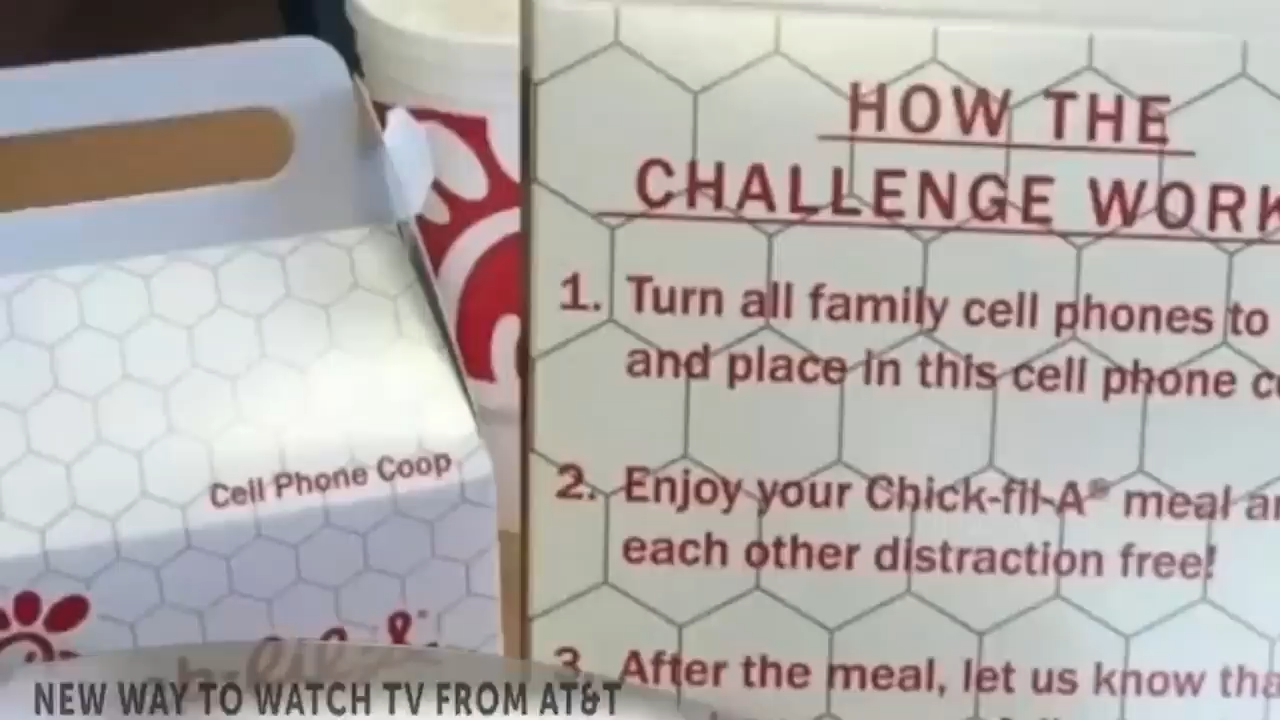 HOW THE
CHALLENGE WORK
1. Turn all family cell phones to
and place in this cell phone
2. Enjoy your Chick-fil-A® meal
each other distraction free!
3. After the meal, let us know
Cell Phone Coop
NEW WAY TO WATCH TV FROM AT&T